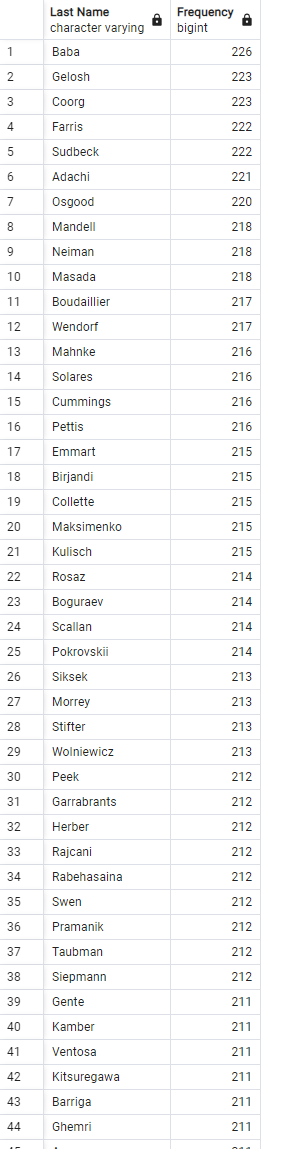 Last Name Frequency
character varying bigint
1 Baba 226
2 Gelosh 223
3 Coorg 223
4 Farris 222
5 Sudbeck 222
6 Adachi 221
7 Osgood 220
8 Mandell 218
9 Neiman 218
10 Masada 218
11 Boudaillier 217
12 Wendorf 217
13 Mahnke 216
14 Solares 216
15 Cummings 216
16 Pettis 216
17 Emmart 215
18 Birjandi 215
19 Collette 215
20 Maksimenko 215
21 Kulisch 215
22 Rosaz 214
23 Boguraev 214
24 Scallan 214
25 Pokrovskii 214
26 Siksek 213
27 Morrey 213
28 Stifter 213
29 Wolniewicz 213
30 Peek 212
31 Garrabrants 212
32 Herber 212
33 Rajcani 212
34 Rabehasaina 212
35 Swen 212
36 Pramanik 212
37 Taubman 212
38 Siepmann 212
39 Gente 211
40 Kamber 211
41 Ventosa 211
42 Kitsuregawa 211
43 Barriga 211
44 Ghemri 211